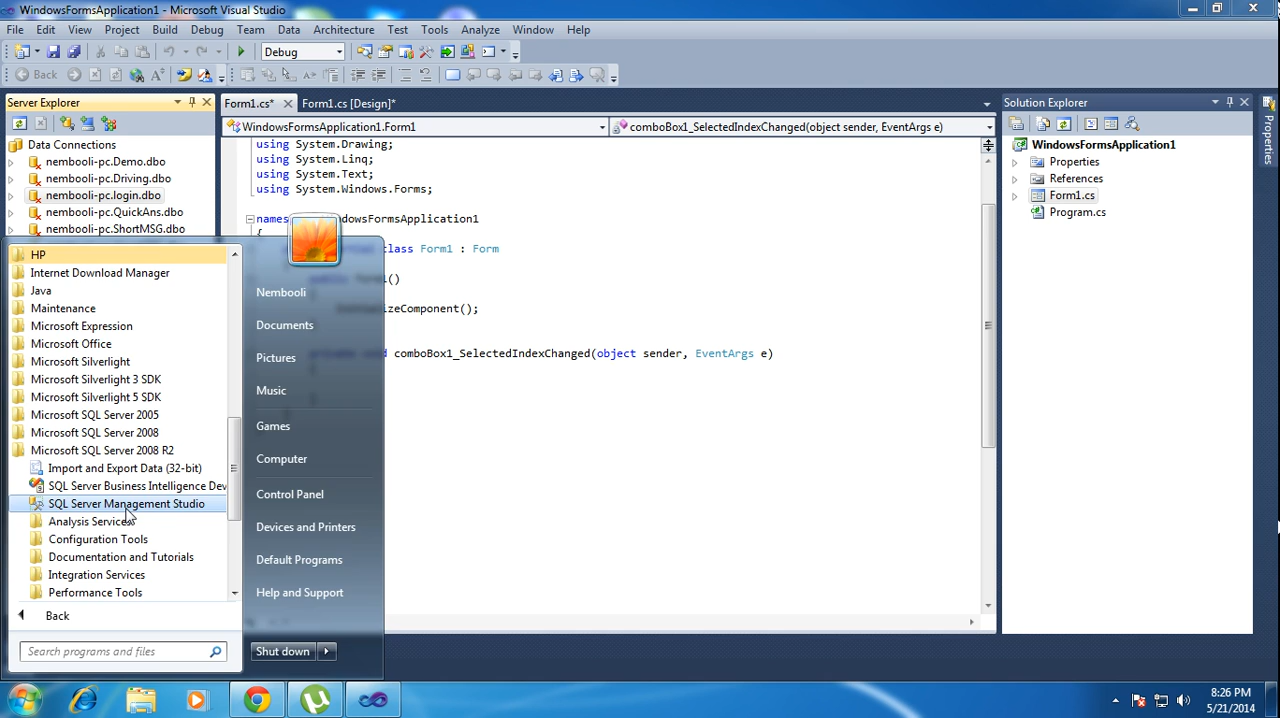 WindowsFormsApplication1 - Microsoft Visual Studio
File Edit View Project Build Debug Team Data Architecture Test Tools Analyze Window Help
Debug
Back
Server Explorer
Data Connections
nembooli-pc.Demo.dbo
nembooli-pc.Driving.dbo
nembooli-pc.login.dbo
nembooli-pc.QuickAns.dbo
nembooli-pc.ShortMSG.dbo
Form1.cs* Form1.cs [Design]*
WindowsFormsApplication1.Form1 comboBox1_SelectedIndexChanged(object sender, EventArgs e)
using System.Drawing;
using System.Linq;
using System.Text;
using System.Windows.Forms;
{
class Form1 : Form
comboBox1_SelectedIndexChanged(object sender, EventArgs e)
Solution Explorer
WindowsFormsApplication1
Properties
References
Form1.cs
Program.cs
Properties
HP
Internet Download Manager
Java
Maintenance
Microsoft Expression
Microsoft Office
Microsoft Silverlight
Microsoft Silverlight 3 SDK
Microsoft Silverlight 5 SDK
Microsoft SQL Server 2005
Microsoft SQL Server 2008
Microsoft SQL Server 2008 R2
Import and Export Data (32-bit)
SQL Server Business Intelligence Dev
SQL Server Management Studio
Analysis Services
Configuration Tools
Documentation and Tutorials
Integration Services
Performance Tools
Back
Search programs and files
Nembooli
Documents
Pictures
Music
Games
Computer
Control Panel
Devices and Printers
Default Programs
Help and Support
Shut down
8:26 PM
5/21/2014